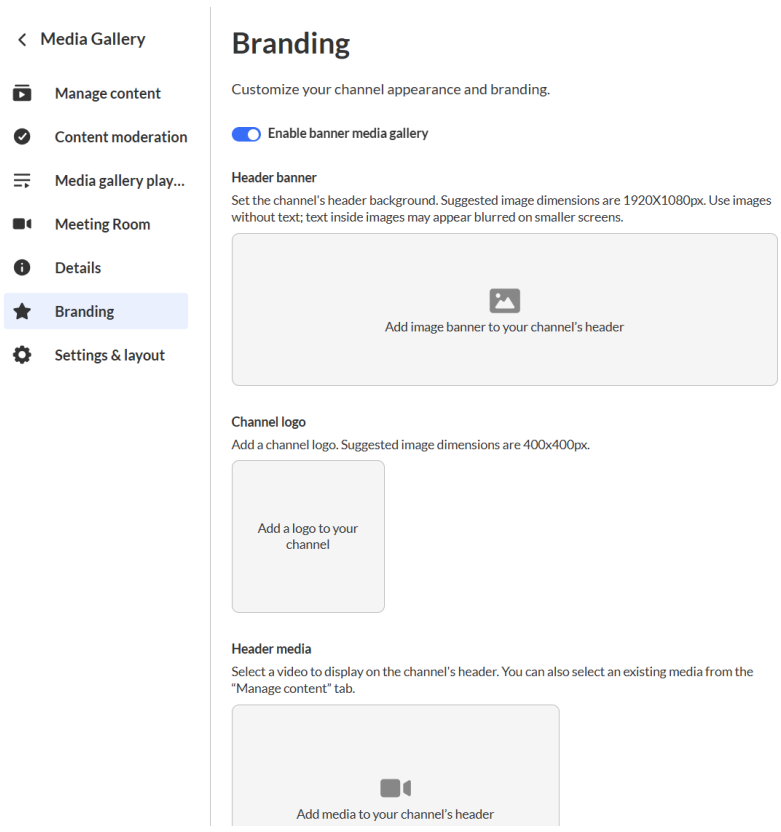 Media Gallery
Manage content
Content moderation
Media gallery play...
Meeting Room
Details
Branding
Settings & layout
Branding
Customize your channel appearance and branding.
Enable banner media gallery
Header banner
Set the channel's header background. Suggested image dimensions are 1920X1080px. Use images
without text; text inside images may appear blurred on smaller screens.
Add image banner to your channel's header
Channel logo
Add a channel logo. Suggested image dimensions are 400x400px.
Add a logo to your
channel
Header media
Select a video to display on the channel's header. You can also select an existing media from the
“Manage content” tab.
Add media to your channel's header